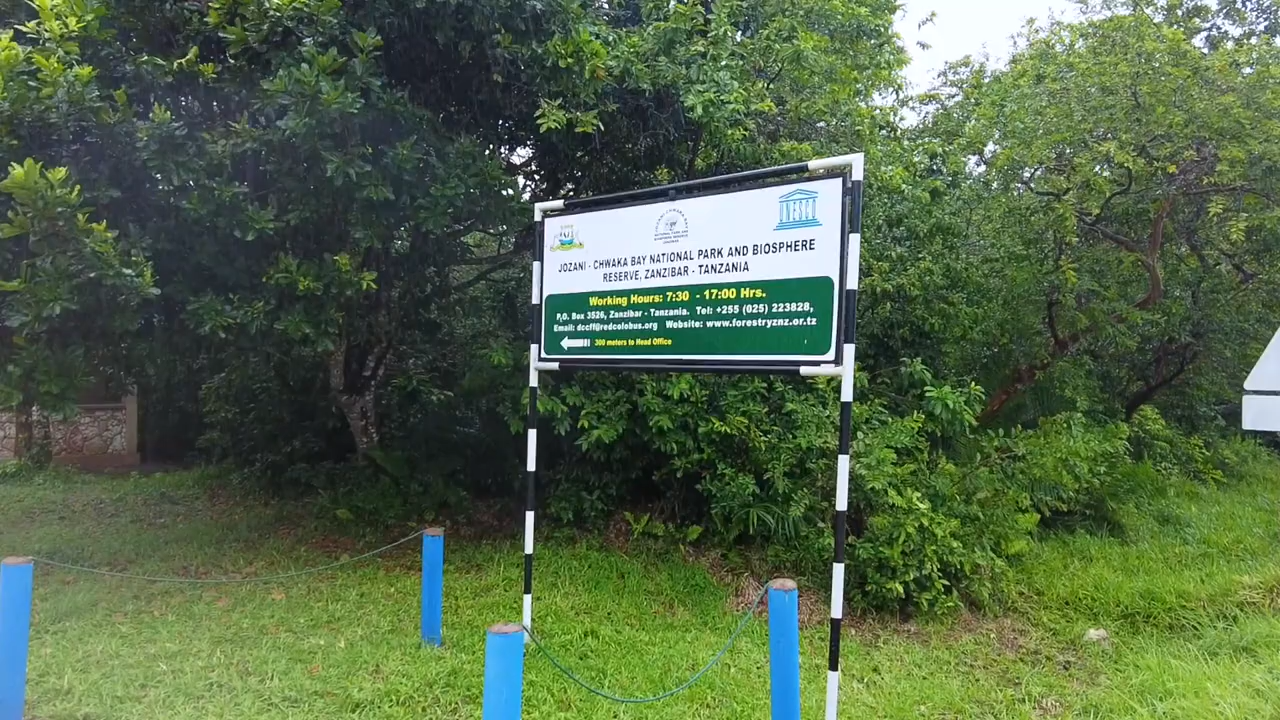 UNESCO
JOZANI - CHWAKA BAY NATIONAL PARK AND BIOSPHERE
RESERVE, ZANZIBAR - TANZANIA
Working Hours: 7:30 - 17:00 Hrs.
P.O. Box 3526, Zanzibar - Tanzania. Tel: +255 (025) 223828,
Email: dccff@redcolobus.org Website: www.forestryznz.or.tz
300 meters to Head Office